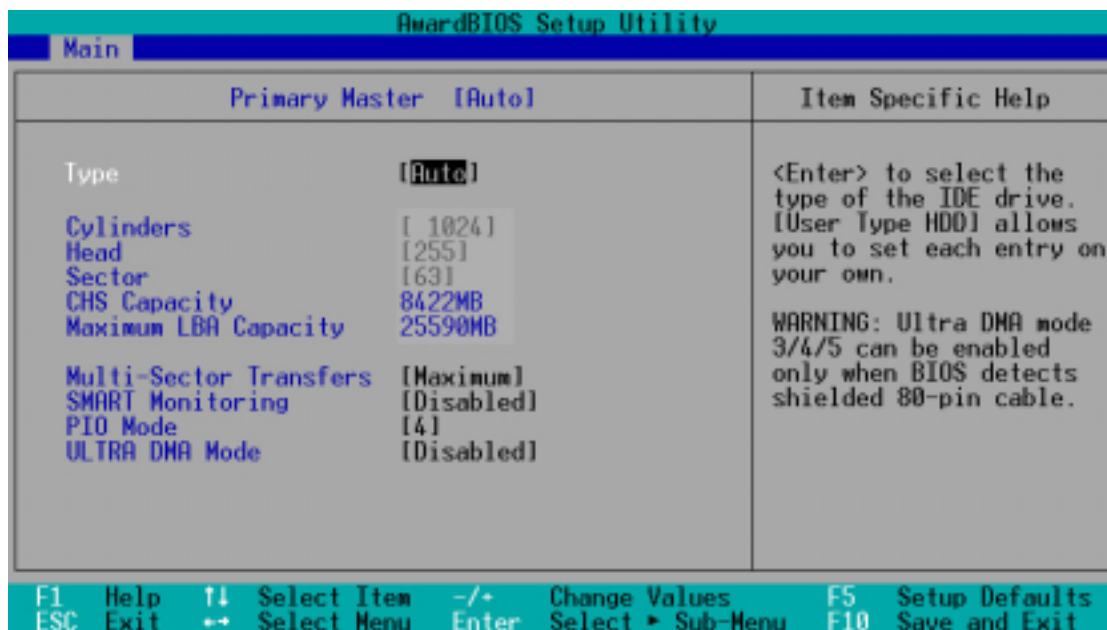 AwardBIOS Setup Utility
Main
Primary Master [Auto]
Item Specific Help
Type [Auto]
Cylinders [ 1024]
Head [255]
Sector [63]
CHS Capacity 8422MB
Maximum LBA Capacity 25590MB
Multi-Sector Transfers [Maximum]
SMART Monitoring [Disabled]
PIO Mode [4]
ULTRA DMA Mode [Disabled]
<Enter> to select the
type of the IDE drive.
[User Type HDD] allows
you to set each entry on
your own.
WARNING: Ultra DMA mode
3/4/5 can be enabled
only when BIOS detects
shielded 80-pin cable.
F1 Help ↑↓ Select Item -/+ Change Values F5 Setup Defaults
ESC Exit ←→ Select Menu Enter Select ► Sub-Menu F10 Save and Exit